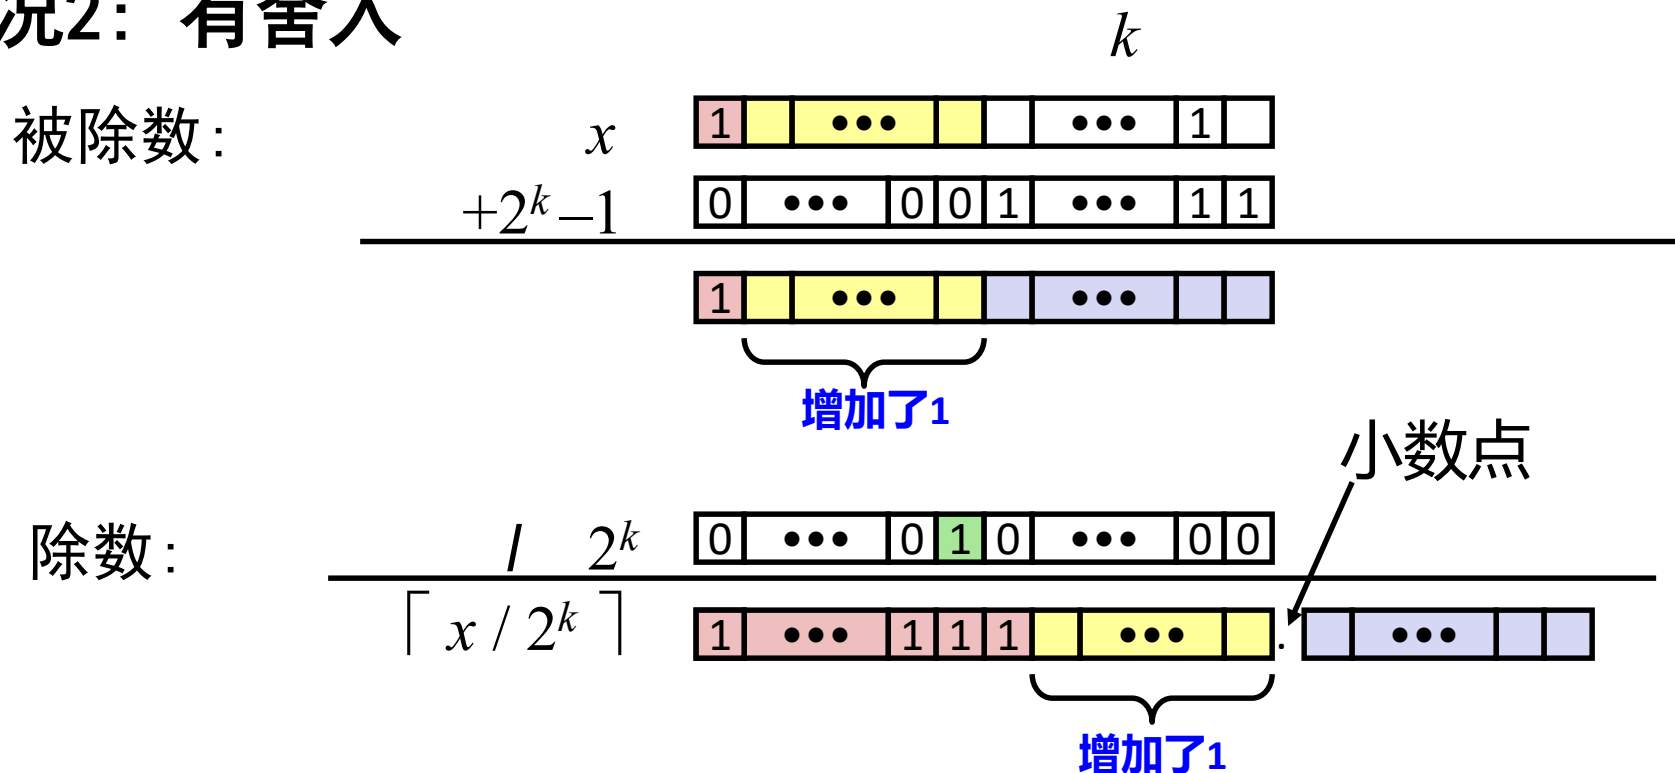 况2：有舍入
k
被除数： x 1 ••• ••• 1
+2^k–1 0 ••• 0 0 1 ••• 1 1
1 ••• •••
增加了1
小数点
除数： / 2^k 0 ••• 0 1 0 ••• 0 0
⌈ x / 2^k ⌉ 1 ••• 1 1 1 ••• . •••
增加了1